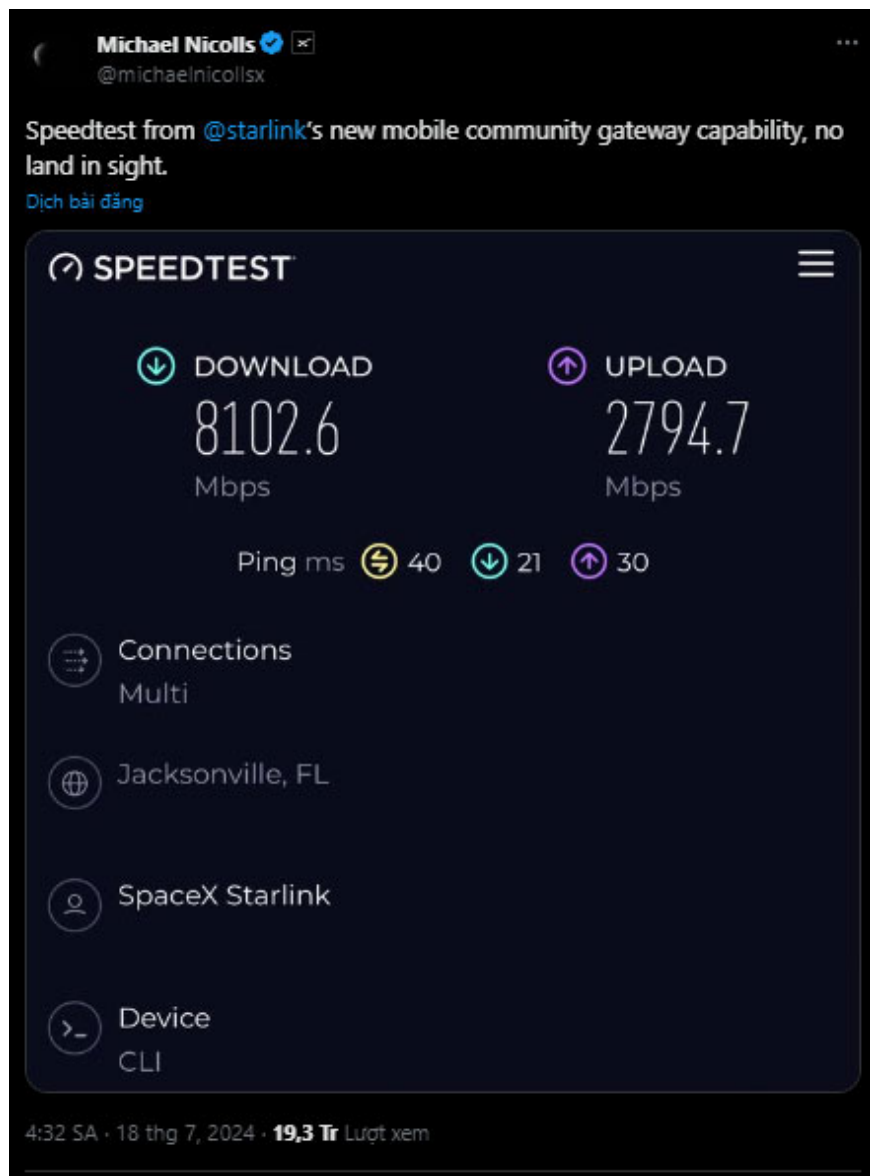 Michael Nicolls
@michaelnicollsx
Speedtest from @starlink's new mobile community gateway capability, no
land in sight.
Dịch bài đăng
SPEEDTEST
DOWNLOAD
8102.6
Mbps
UPLOAD
2794.7
Mbps
Ping ms 40 21 30
Connections
Multi
Jacksonville, FL
SpaceX Starlink
Device
CLI
4:32 SA · 18 thg 7, 2024 · 19,3 Tr Lượt xem